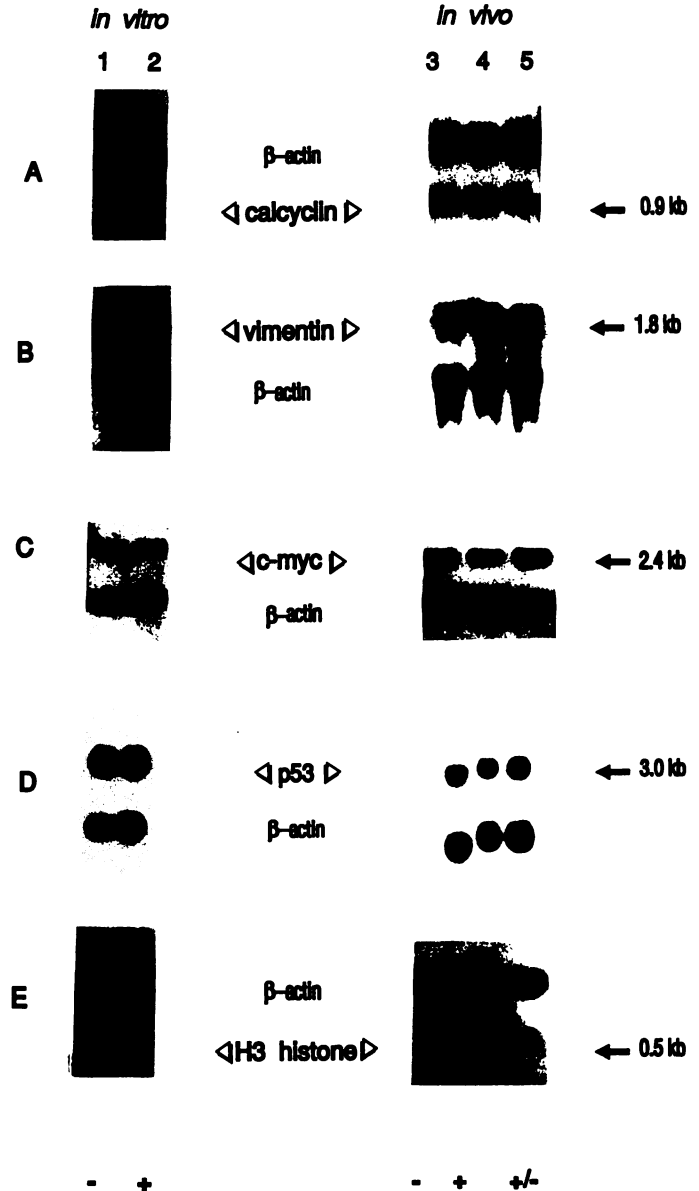 in vitro in vivo
1 2 3 4 5
A β-actin
calcyclin 0.9 kb
B vimentin 1.8 kb
β-actin
C c-myc 2.4 kb
β-actin
D p53 3.0 kb
β-actin
E β-actin
H3 histone 0.5 kb
- + - + +/-